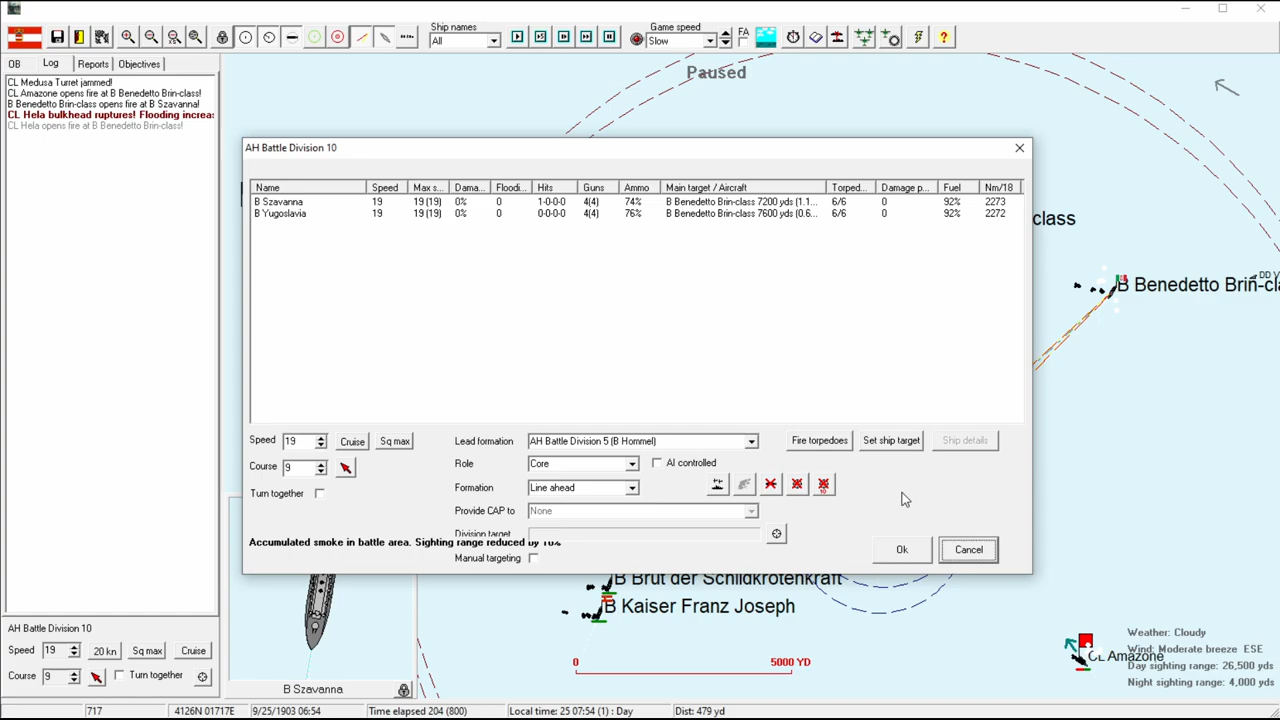 Ship names
All
Game speed
Slow
FA
OB
Log
Reports
Objectives
CL Medusa Turret jammed!
CL Amazone opens fire at B Benedetto Brin-class!
B Benedetto Brin-class opens fire at B Szavanna!
CL Hela bulkhead ruptures! Flooding increa
CL Hela opens fire at B Benedetto Brin-class!
Paused
AH Battle Division 10
Name Speed Max s... Dama... Floodi... Hits Guns Ammo Main target / Aircraft Torped... Damage p... Fuel Nm/18
B Szavanna 19 19 (19) 0% 0 1-0-0-0 4(4) 74% B Benedetto Brin-class 7200 yds (1.1... 6/6 0 92% 2273
B Yugoslavia 19 19 (19) 0% 0 0-0-0-0 4(4) 76% B Benedetto Brin-class 7600 yds (0.6... 6/6 0 92% 2272
class
B Benedetto Brin-cla
DD V
Speed 19 Cruise Sq max
Course 9
Turn together
Lead formation AH Battle Division 5 (B Hommel)
Role Core AI controlled
Formation Line ahead
Provide CAP to None
Division target
Manual targeting
Fire torpedoes Set ship target Ship details
10
Accumulated smoke in battle area. Sighting range reduced by 10%
Ok Cancel
B Brut der Schildkrotenkraft
B Kaiser Franz Joseph
0 5000 YD
CL Amazone
Weather: Cloudy
Wind: Moderate breeze ESE
Day sighting range: 26,500 yds
Night sighting range: 4,000 yds
AH Battle Division 10
Speed 19 20 kn Sq max Cruise
Course 9 Turn together
B Szavanna
717 4126N 01717E 9/25/1903 06:54 Time elapsed 204 (800) Local time: 25 07:54 (1) : Day Dist: 479 yd